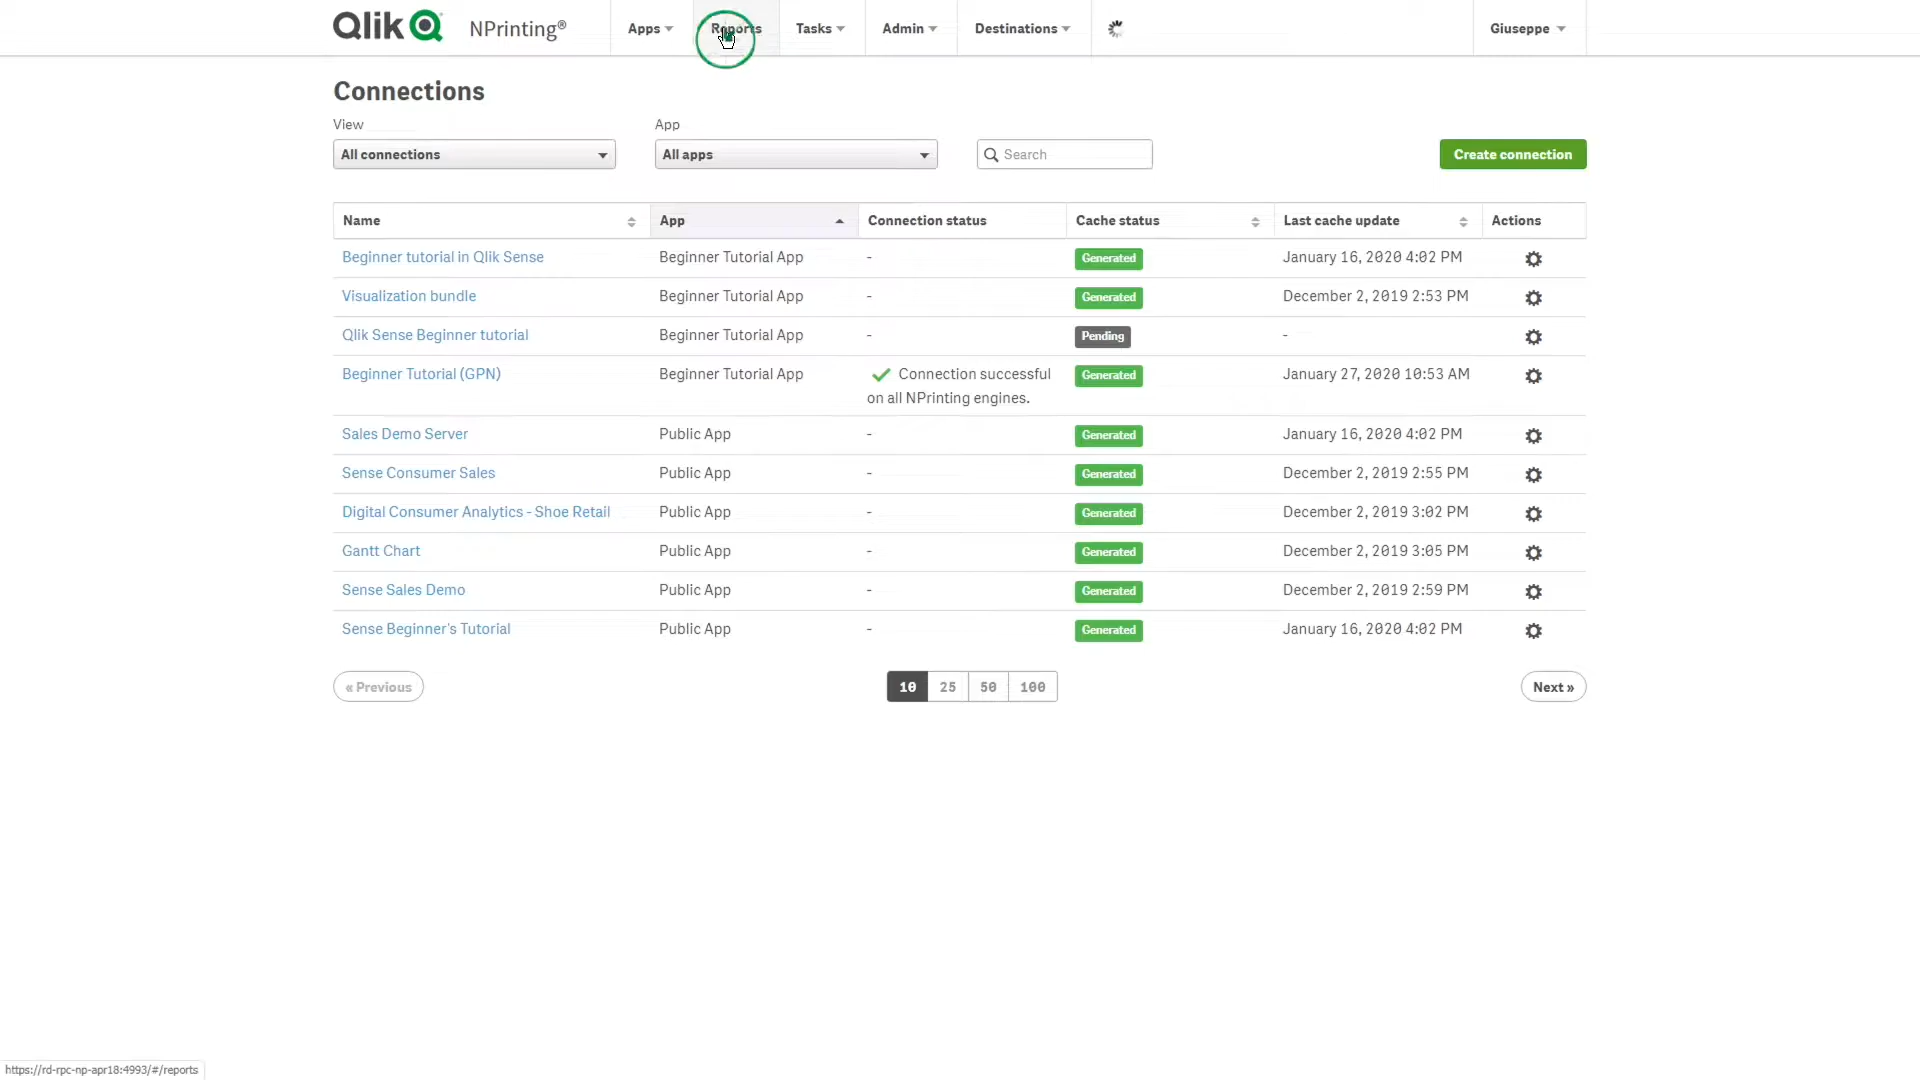 Qlik Q NPrinting® Apps Reports Tasks Admin Destinations Giuseppe
Connections
View App
All connections All apps Search Create connection
Name App Connection status Cache status Last cache update Actions
Beginner tutorial in Qlik Sense Beginner Tutorial App - Generated January 16, 2020 4:02 PM
Visualization bundle Beginner Tutorial App - Generated December 2, 2019 2:53 PM
Qlik Sense Beginner tutorial Beginner Tutorial App - Pending -
Beginner Tutorial (GPN) Beginner Tutorial App Connection successful Generated January 27, 2020 10:53 AM
on all NPrinting engines.
Sales Demo Server Public App - Generated January 16, 2020 4:02 PM
Sense Consumer Sales Public App - Generated December 2, 2019 2:55 PM
Digital Consumer Analytics - Shoe Retail Public App - Generated December 2, 2019 3:02 PM
Gantt Chart Public App - Generated December 2, 2019 3:05 PM
Sense Sales Demo Public App - Generated December 2, 2019 2:59 PM
Sense Beginner's Tutorial Public App - Generated January 16, 2020 4:02 PM
« Previous 10 25 50 100 Next »
https://rd-rpc-np-apr18:4993/#/reports